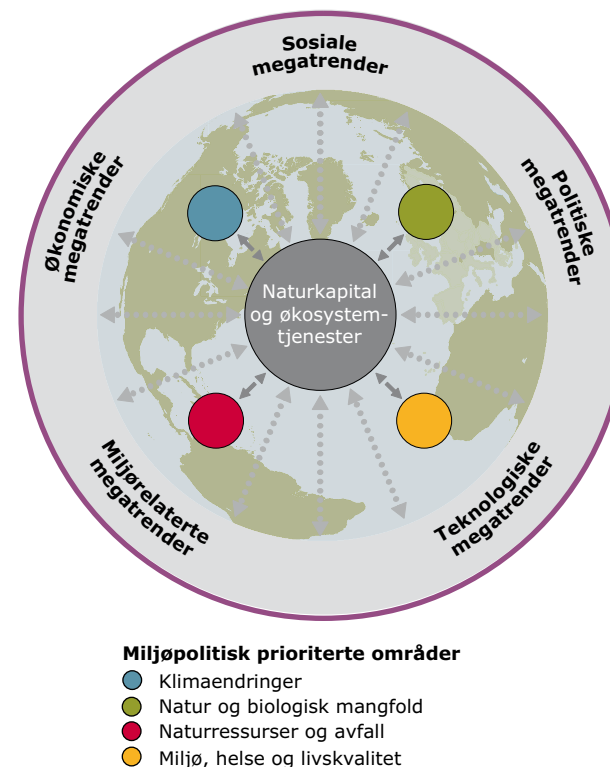 Sosiale
megatrender
Økonomiske
megatrender
Politiske
megatrender
Naturkapital
og økosystem-
tjenester
Miljørelaterte
megatrender
Teknologiske
megatrender
Miljøpolitisk prioriterte områder
Klimaendringer
Natur og biologisk mangfold
Naturressurser og avfall
Miljø, helse og livskvalitet